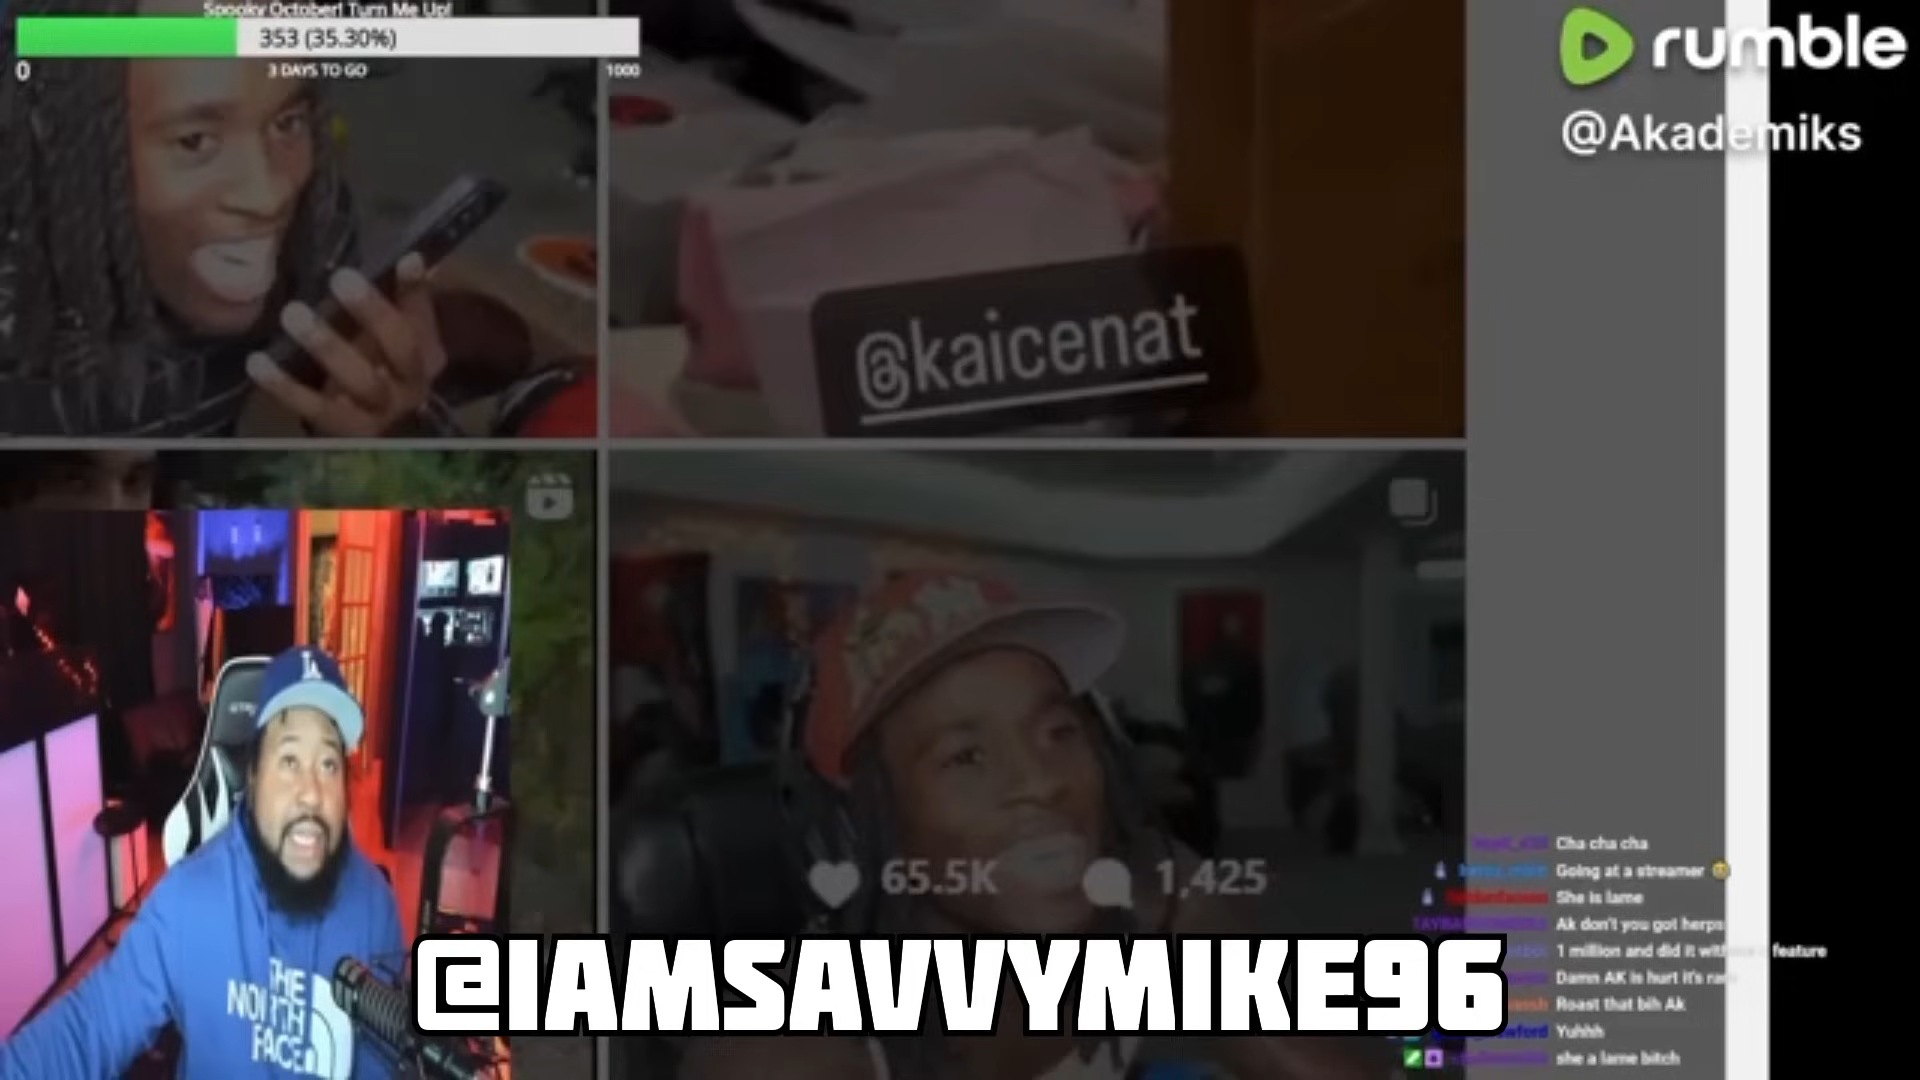 Spooky October! Turn Me Up!
353 (35.30%)
0
3 DAYS TO GO
1000
rumble
@Akademiks
@kaicenat
65.5K
1,425
LA
THE
NORTH
FACE
@IAMSAVVYMIKE96
Cha cha cha
Going at a streamer
She is lame
Ak don't you got herps
1 million and did it feature
Damn AK is hurt it's
Roast that bih Ak
Yuhhh
she a lame bitch